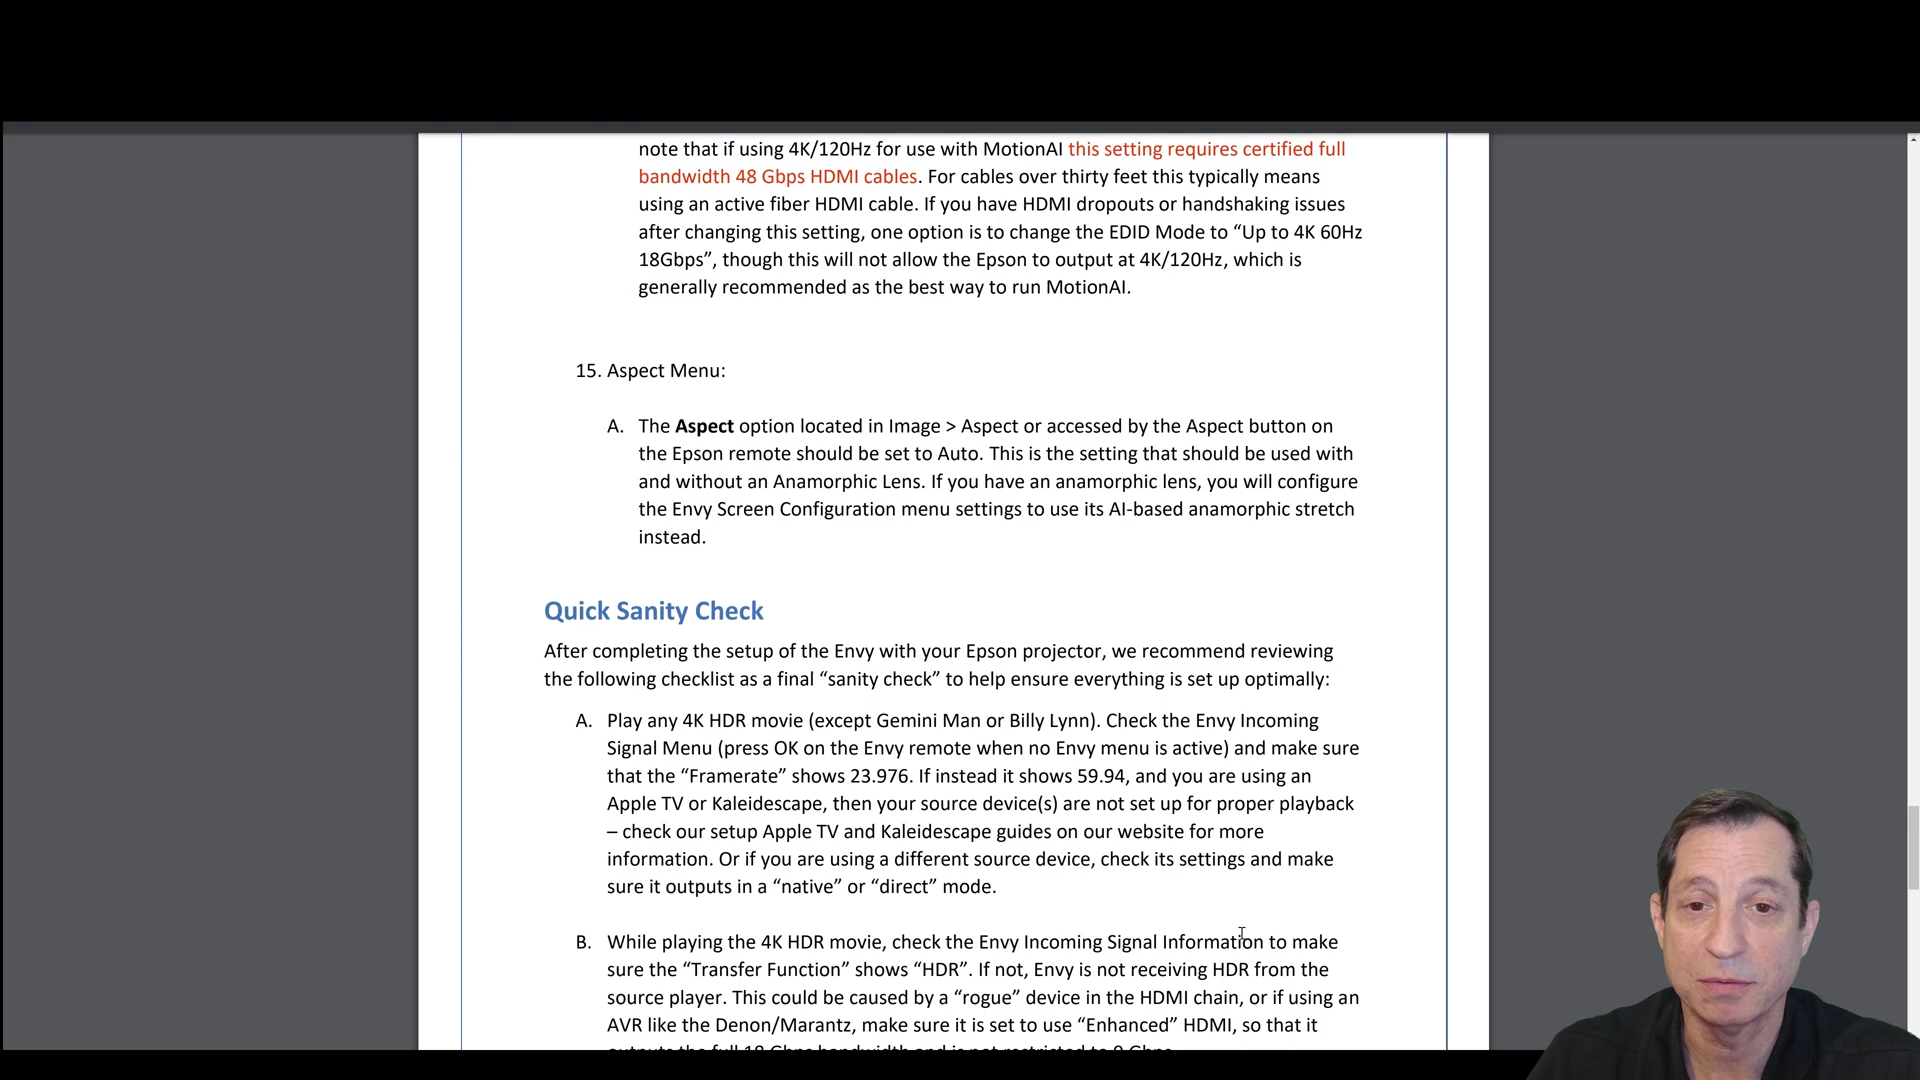 note that if using 4K/120Hz for use with MotionAI this setting requires certified full
bandwidth 48 Gbps HDMI cables. For cables over thirty feet this typically means
using an active fiber HDMI cable. If you have HDMI dropouts or handshaking issues
after changing this setting, one option is to change the EDID Mode to “Up to 4K 60Hz
18Gbps”, though this will not allow the Epson to output at 4K/120Hz, which is
generally recommended as the best way to run MotionAI.
15. Aspect Menu:
A. The Aspect option located in Image > Aspect or accessed by the Aspect button on
the Epson remote should be set to Auto. This is the setting that should be used with
and without an Anamorphic Lens. If you have an anamorphic lens, you will configure
the Envy Screen Configuration menu settings to use its AI-based anamorphic stretch
instead.
Quick Sanity Check
After completing the setup of the Envy with your Epson projector, we recommend reviewing
the following checklist as a final “sanity check” to help ensure everything is set up optimally:
A. Play any 4K HDR movie (except Gemini Man or Billy Lynn). Check the Envy Incoming
Signal Menu (press OK on the Envy remote when no Envy menu is active) and make sure
that the “Framerate” shows 23.976. If instead it shows 59.94, and you are using an
Apple TV or Kaleidescape, then your source device(s) are not set up for proper playback
– check our setup Apple TV and Kaleidescape guides on our website for more
information. Or if you are using a different source device, check its settings and make
sure it outputs in a “native” or “direct” mode.
B. While playing the 4K HDR movie, check the Envy Incoming Signal Information to make
sure the “Transfer Function” shows “HDR”. If not, Envy is not receiving HDR from the
source player. This could be caused by a “rogue” device in the HDMI chain, or if using an
AVR like the Denon/Marantz, make sure it is set to use “Enhanced” HDMI, so that it
outputs the full 18 Gbps bandwidth and is not restricted to 9 Gbps.